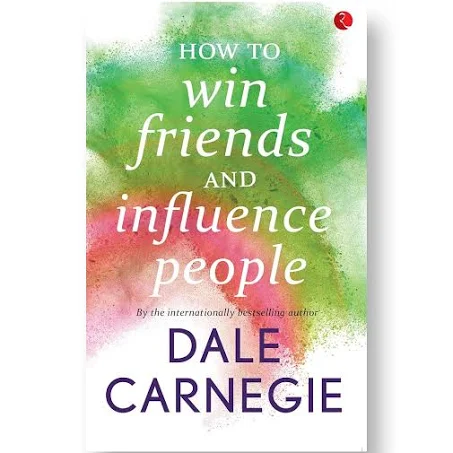 HOW TO
win
friends
AND
influence
people
By the internationally bestselling author
DALE
CARNEGIE